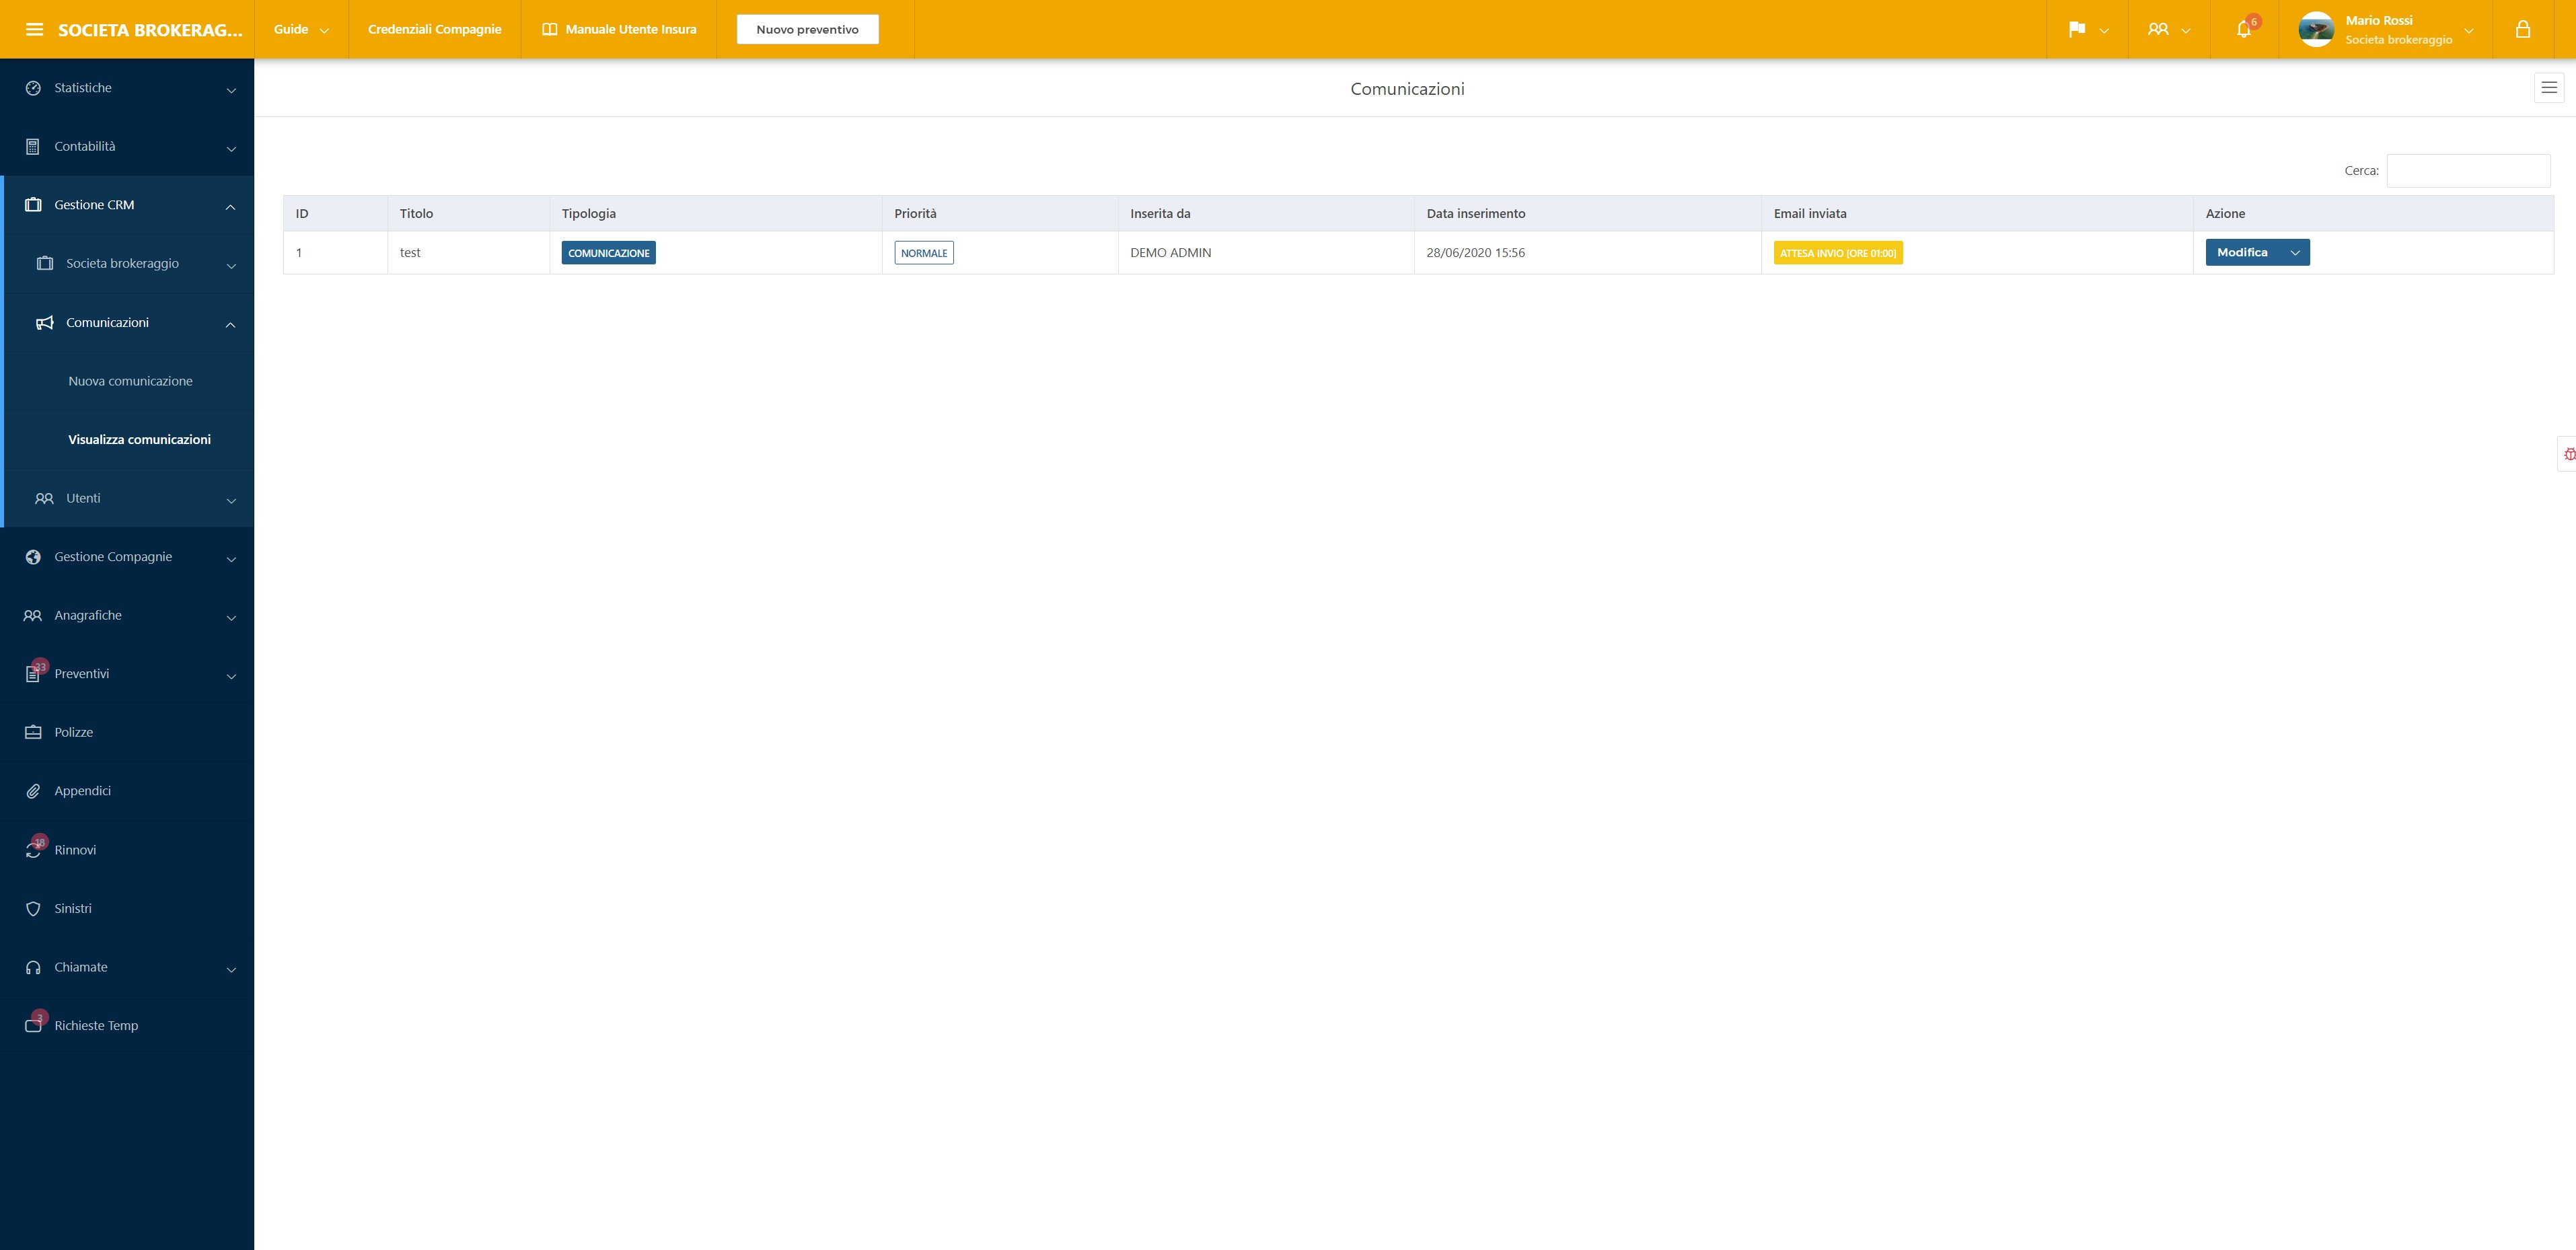 SOCIETA BROKERAG...
Guide
Credenziali Compagnie
Manuale Utente Insura
Nuovo preventivo
6
Mario Rossi
Societa brokeraggio
Statistiche
Contabilità
Gestione CRM
Societa brokeraggio
Comunicazioni
Nuova comunicazione
Visualizza comunicazioni
Utenti
Gestione Compagnie
Anagrafiche
33
Preventivi
Polizze
Appendici
18
Rinnovi
Sinistri
Chiamate
3
Richieste Temp
Comunicazioni
Cerca:
ID Titolo Tipologia Priorità Inserita da Data inserimento Email inviata Azione
1 test COMUNICAZIONE NORMALE DEMO ADMIN 28/06/2020 15:56 ATTESA INVIO [ORE 01:00] Modifica